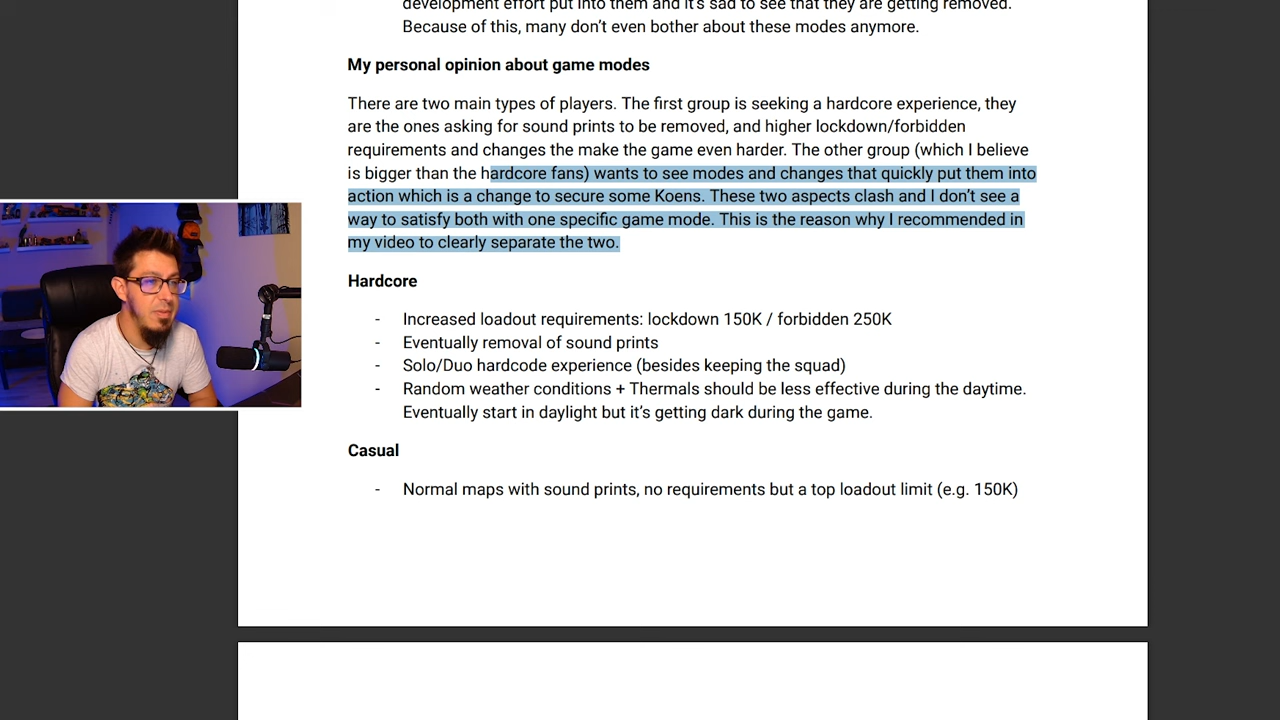 development effort put into them and it's sad to see that they are getting removed.
Because of this, many don't even bother about these modes anymore.
My personal opinion about game modes
There are two main types of players. The first group is seeking a hardcore experience, they
are the ones asking for sound prints to be removed, and higher lockdown/forbidden
requirements and changes the make the game even harder. The other group (which I believe
is bigger than the hardcore fans) wants to see modes and changes that quickly put them into
action which is a change to secure some Koens. These two aspects clash and I don't see a
way to satisfy both with one specific game mode. This is the reason why I recommended in
my video to clearly separate the two.
Hardcore
- Increased loadout requirements: lockdown 150K / forbidden 250K
- Eventually removal of sound prints
- Solo/Duo hardcode experience (besides keeping the squad)
- Random weather conditions + Thermals should be less effective during the daytime.
Eventually start in daylight but it's getting dark during the game.
Casual
- Normal maps with sound prints, no requirements but a top loadout limit (e.g. 150K)